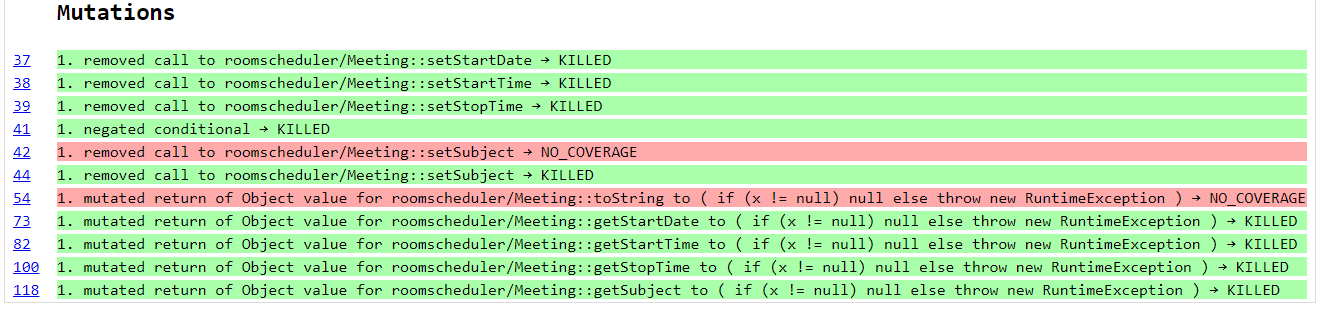 Mutations
37 1. removed call to roomscheduler/Meeting::setStartDate → KILLED
38 1. removed call to roomscheduler/Meeting::setStartTime → KILLED
39 1. removed call to roomscheduler/Meeting::setStopTime → KILLED
41 1. negated conditional → KILLED
42 1. removed call to roomscheduler/Meeting::setSubject → NO_COVERAGE
44 1. removed call to roomscheduler/Meeting::setSubject → KILLED
54 1. mutated return of Object value for roomscheduler/Meeting::toString to ( if (x != null) null else throw new RuntimeException ) → NO_COVERAGE
73 1. mutated return of Object value for roomscheduler/Meeting::getStartDate to ( if (x != null) null else throw new RuntimeException ) → KILLED
82 1. mutated return of Object value for roomscheduler/Meeting::getStartTime to ( if (x != null) null else throw new RuntimeException ) → KILLED
100 1. mutated return of Object value for roomscheduler/Meeting::getStopTime to ( if (x != null) null else throw new RuntimeException ) → KILLED
118 1. mutated return of Object value for roomscheduler/Meeting::getSubject to ( if (x != null) null else throw new RuntimeException ) → KILLED